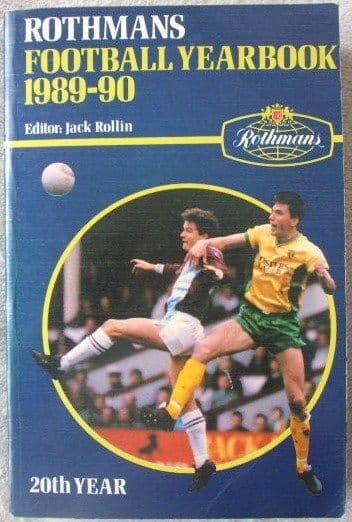 ROTHMANS
FOOTBALL YEARBOOK
1989-90
Editor: Jack Rollin
Rothmans
20th YEAR